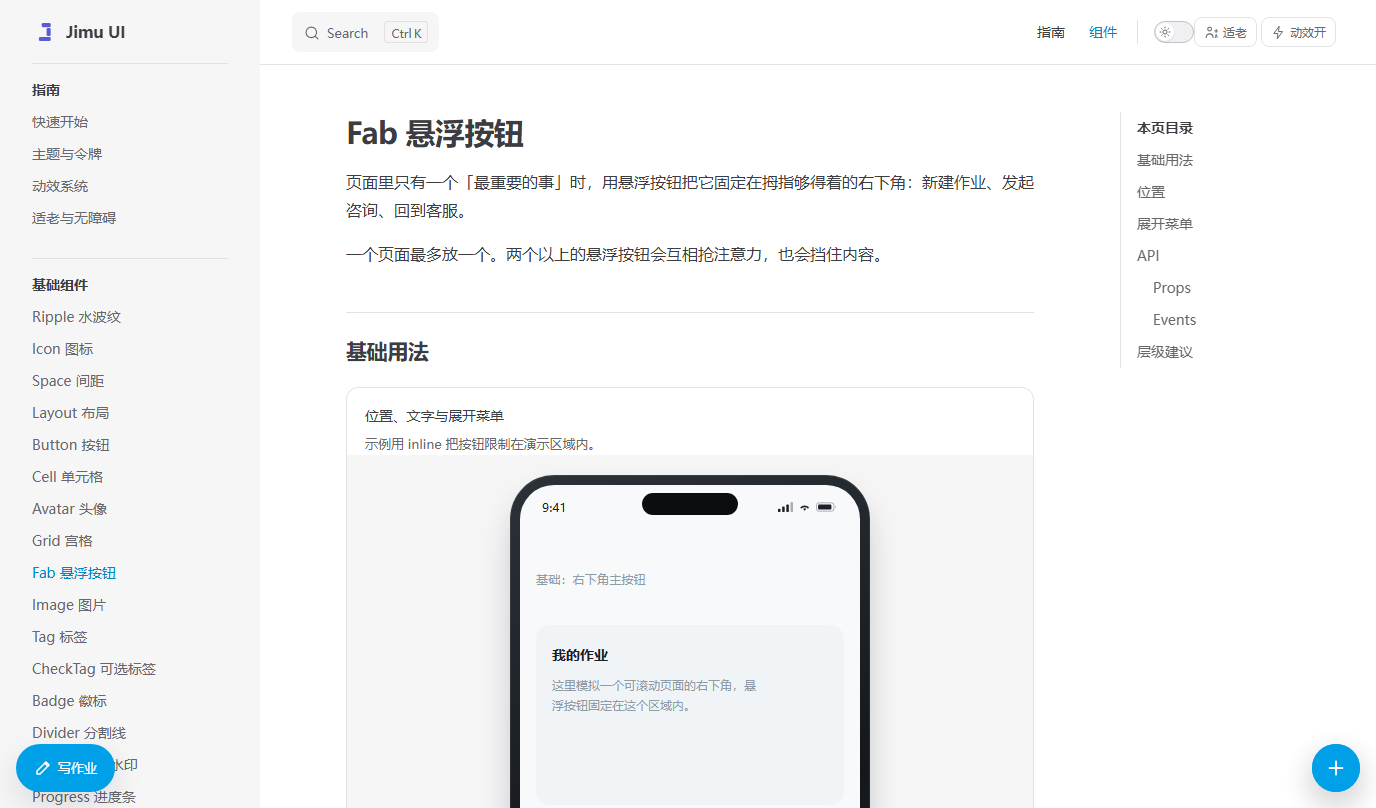 Jimu UI
指南
快速开始
主题与令牌
动效系统
适老与无障碍
基础组件
Ripple 水波纹
Icon 图标
Space 间距
Layout 布局
Button 按钮
Cell 单元格
Avatar 头像
Grid 宫格
Fab 悬浮按钮
Image 图片
Tag 标签
CheckTag 可选标签
Badge 徽标
Divider 分割线
水印
写作业
Progress 进度条
Search Ctrl K
指南 组件 适老 动效开
Fab 悬浮按钮
页面里只有一个「最重要的事」时，用悬浮按钮把它固定在拇指够得着的右下角：新建作业、发起
咨询、回到客服。
一个页面最多放一个。两个以上的悬浮按钮会互相抢注意力，也会挡住内容。
基础用法
位置、文字与展开菜单
示例用 inline 把按钮限制在演示区域内。
9:41
基础：右下角主按钮
我的作业
这里模拟一个可滚动页面的右下角，悬
浮按钮固定在这个区域内。
本页目录
基础用法
位置
展开菜单
API
Props
Events
层级建议